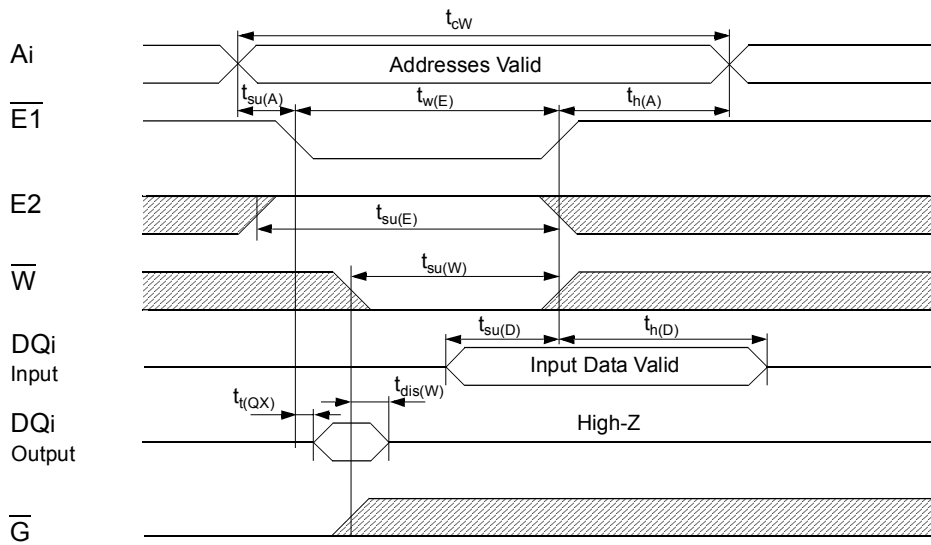 t_cW
Ai
Addresses Valid
t_su(A)
t_w(E)
t_h(A)
E1
E2
t_su(E)
W
t_su(W)
t_su(D)
t_h(D)
DQi
Input
Input Data Valid
t_t(QX)
t_dis(W)
DQi
Output
High-Z
G